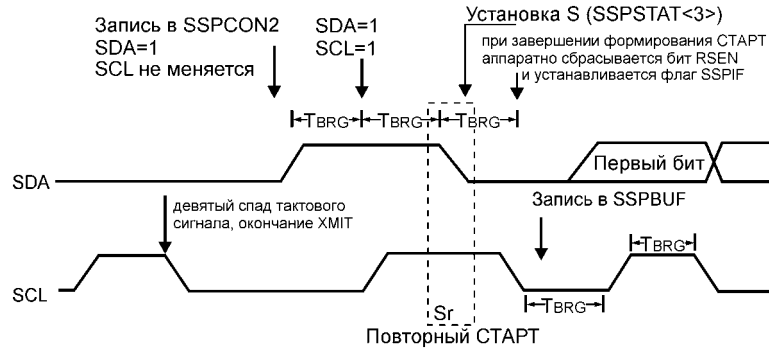 Запись в SSPCON2
SDA=1
SCL не меняется
SDA=1
SCL=1
Установка S (SSPSTAT<3>)
при завершении формирования СТАРТ
аппаратно сбрасывается бит RSEN
и устанавливается флаг SSPIF
TBRG TBRG TBRG
SDA
Первый бит
девятый спад тактового
сигнала, окончание XMIT
Запись в SSPBUF
TBRG
SCL
TBRG
Sr
Повторный СТАРТ